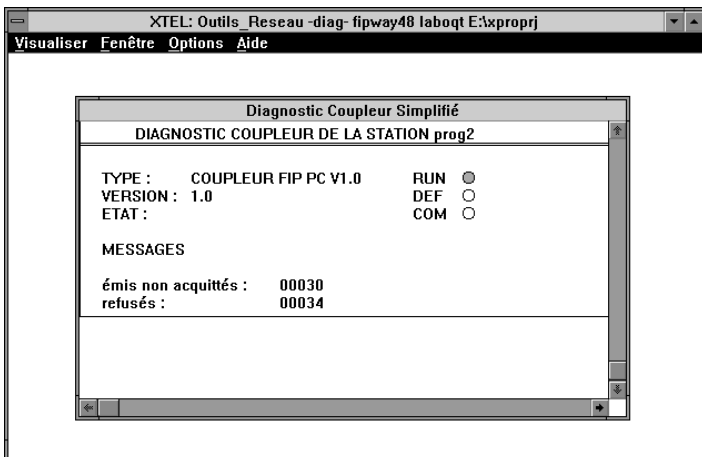 XTEL: Outils_Reseau -diag- fipway48 laboqt E:\xproprj
Visualiser Fenêtre Options Aide
Diagnostic Coupleur Simplifié
DIAGNOSTIC COUPLEUR DE LA STATION prog2
TYPE : COUPLEUR FIP PC V1.0 RUN
VERSION : 1.0 DEF
ETAT : COM
MESSAGES
émis non acquittés : 00030
refusés : 00034